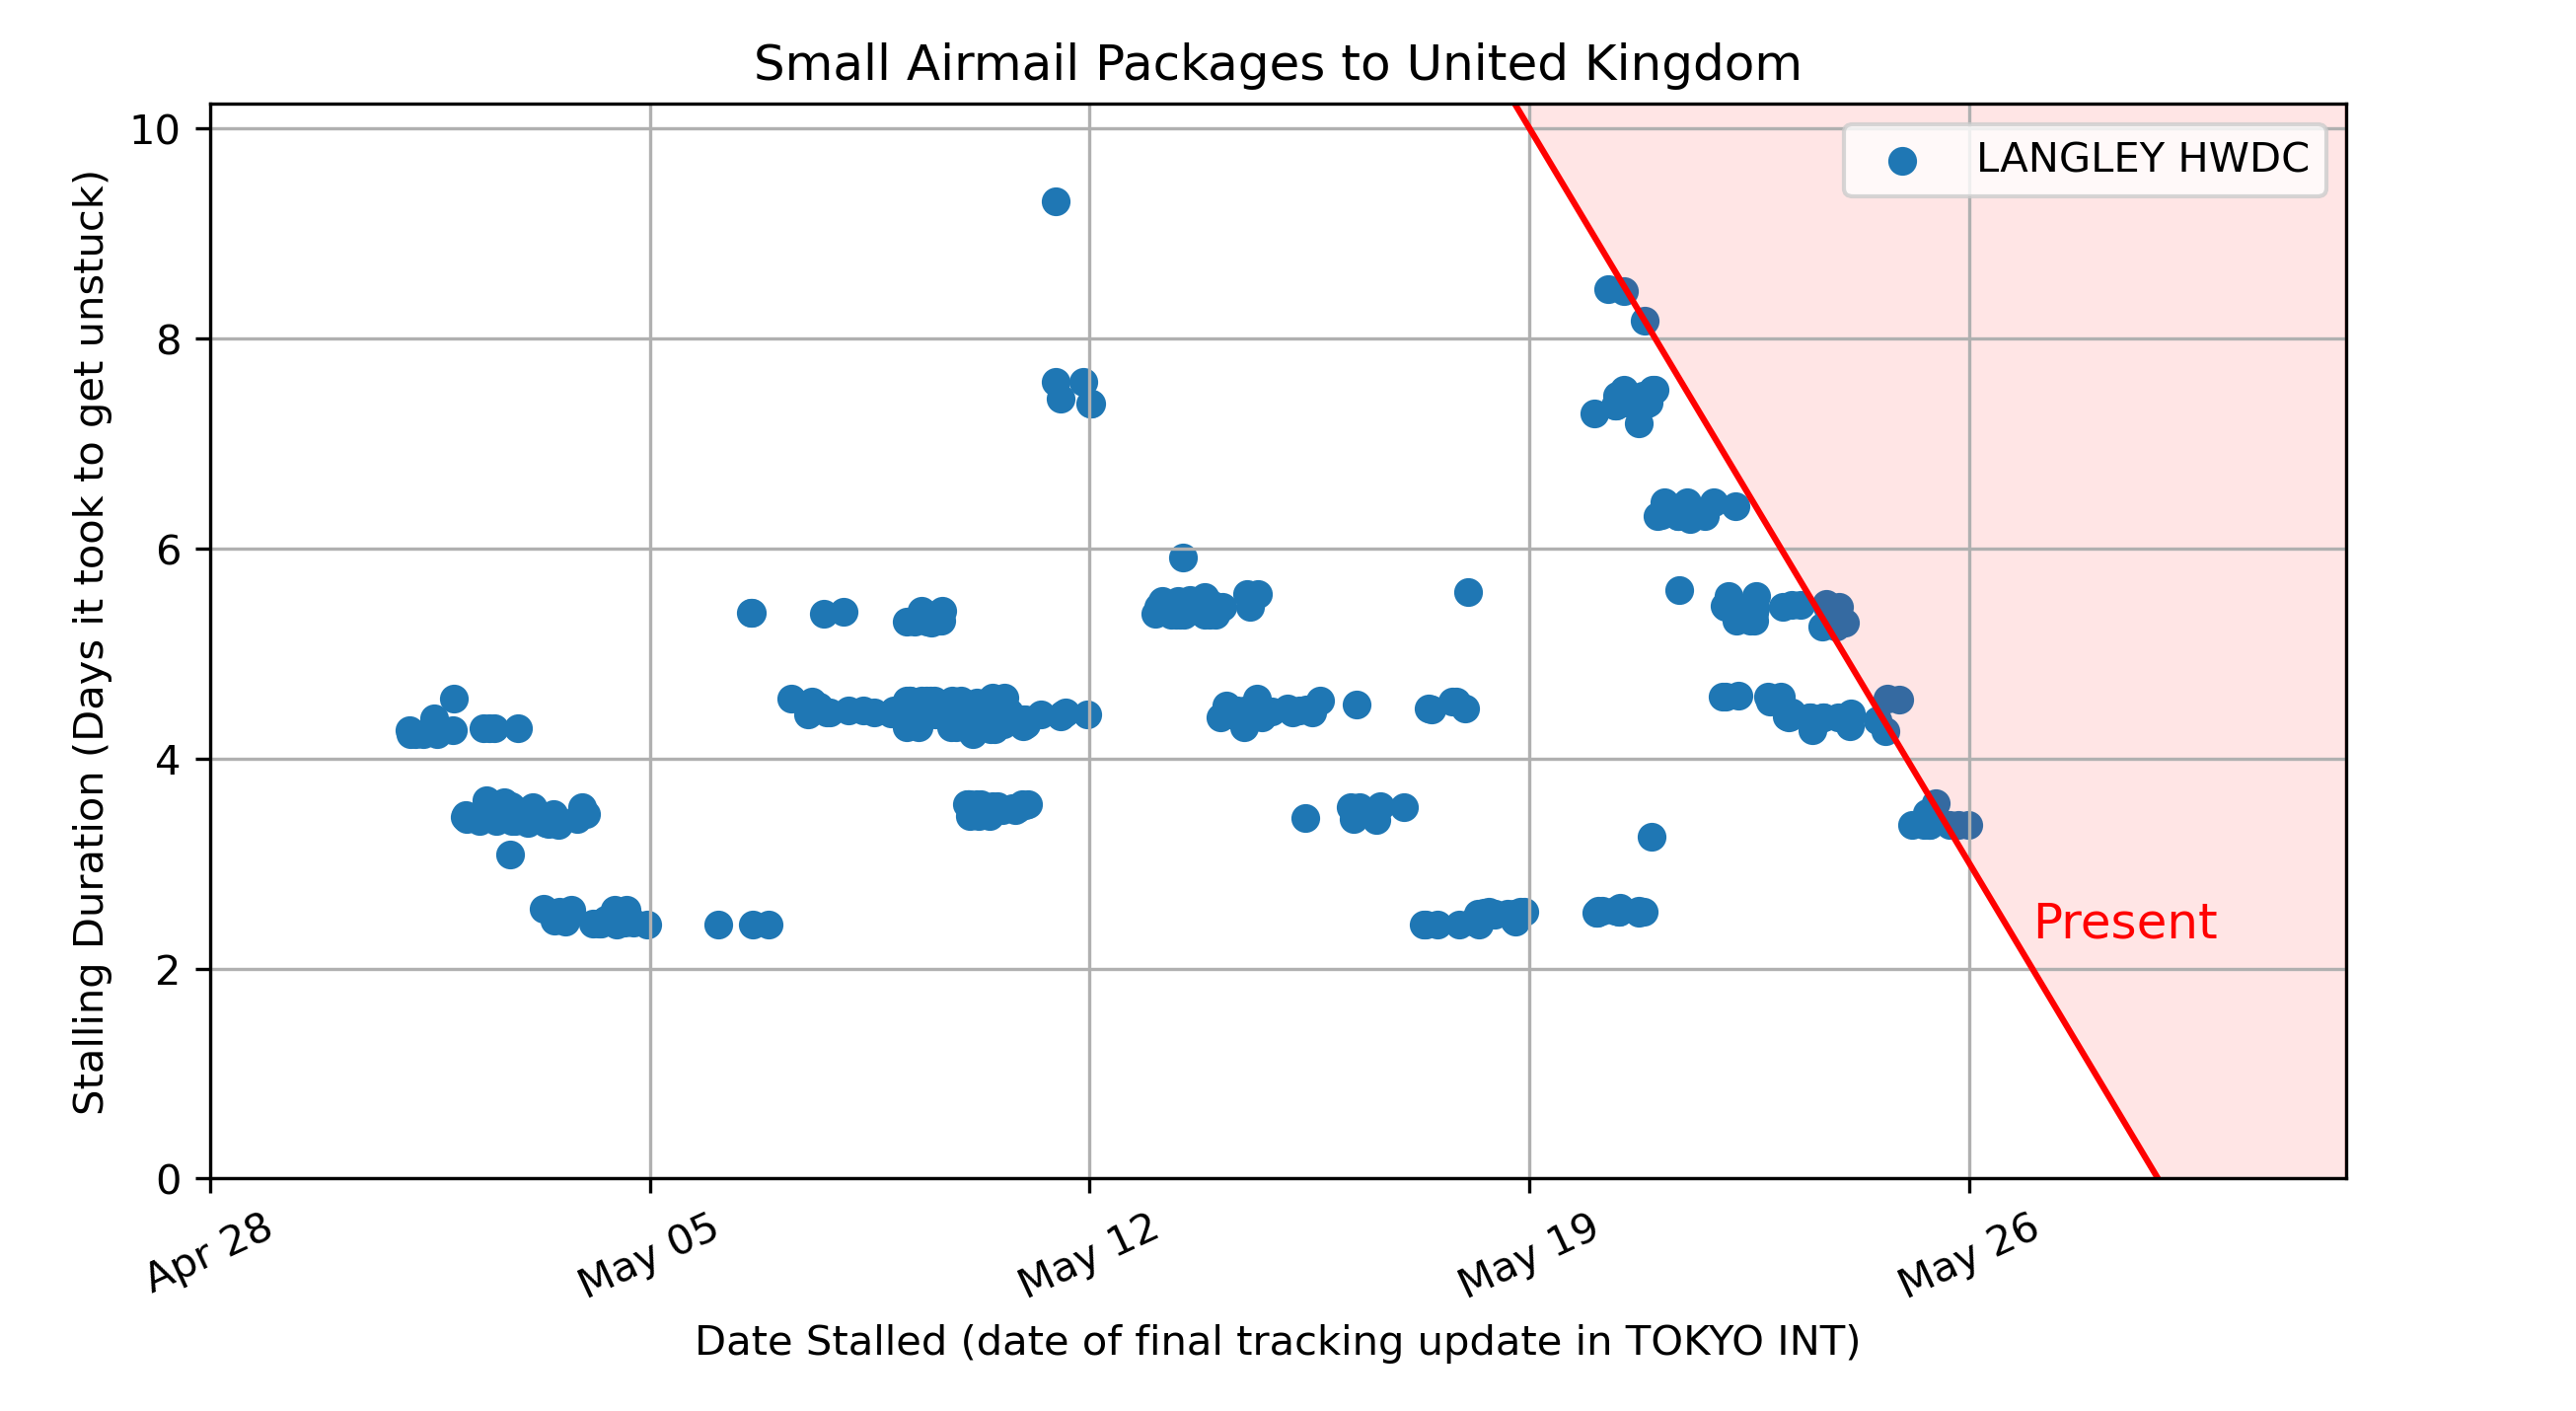 Small Airmail Packages to United Kingdom
Stalling Duration (Days it took to get unstuck)
10
8
6
4
2
0
LANGLEY HWDC
Present
Apr 28
May 05
May 12
May 19
May 26
Date Stalled (date of final tracking update in TOKYO INT)